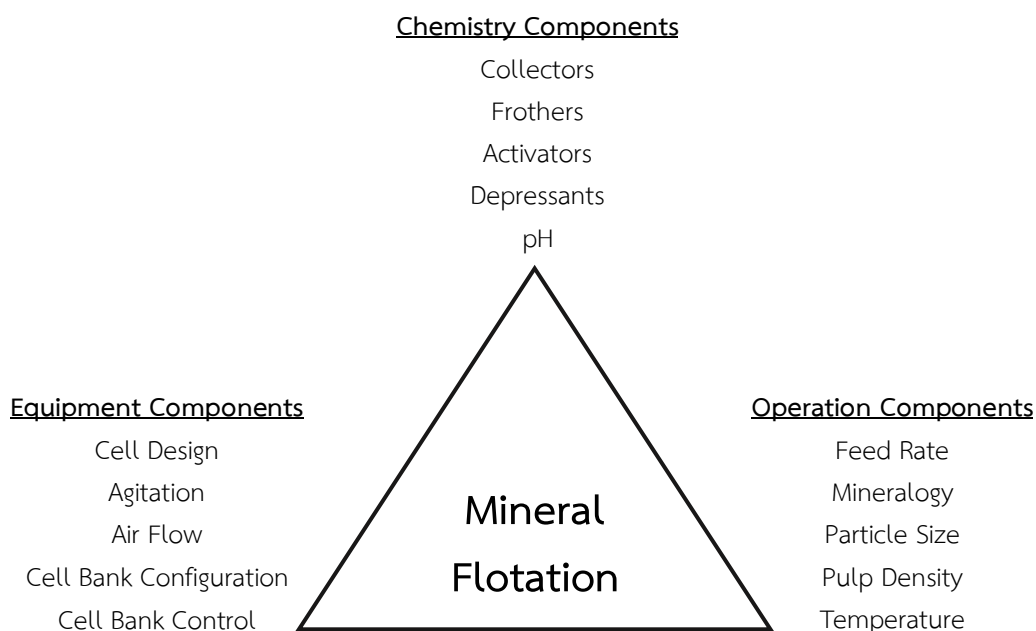 Chemistry Components
Collectors
Frothers
Activators
Depressants
pH
Equipment Components
Cell Design
Agitation
Air Flow
Cell Bank Configuration
Cell Bank Control
Mineral
Flotation
Operation Components
Feed Rate
Mineralogy
Particle Size
Pulp Density
Temperature